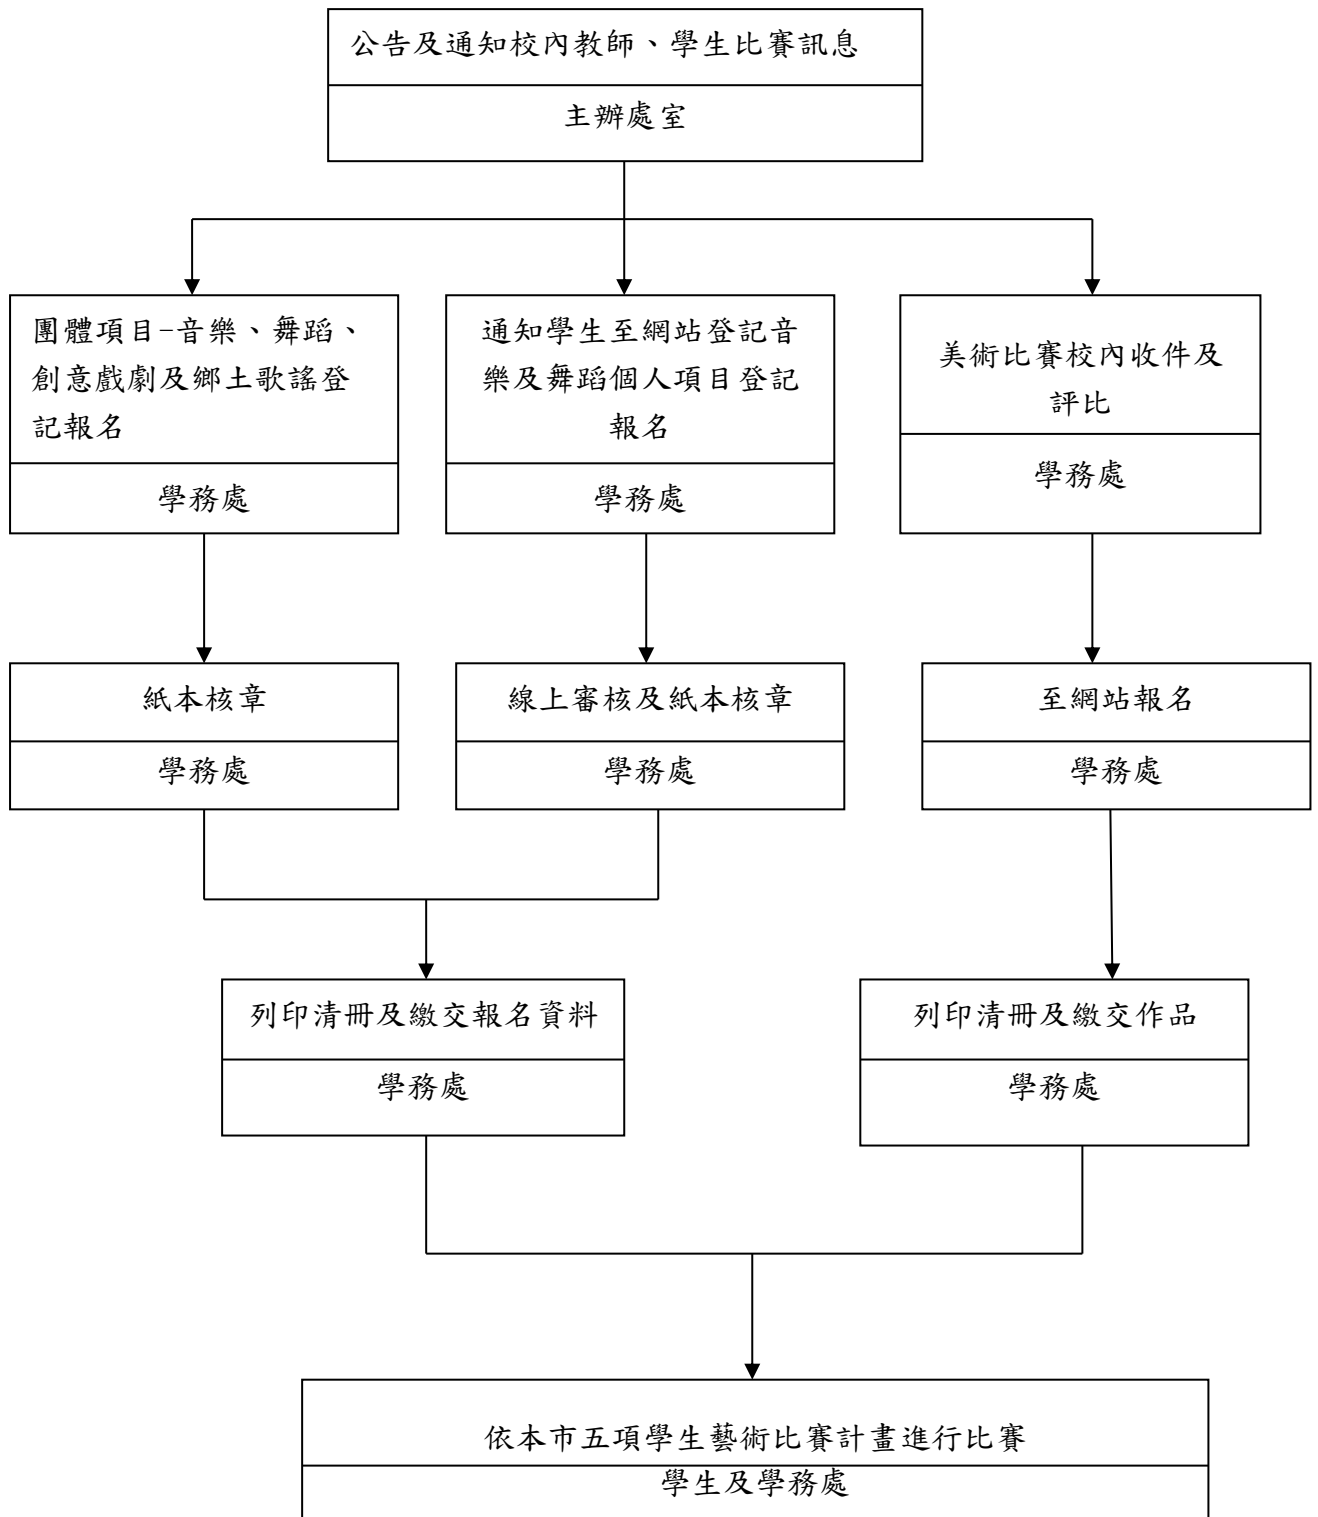 公告及通知校內教師、學生比賽訊息
主辦處室
團體項目-音樂、舞蹈、
創意戲劇及鄉土歌謠登
記報名
學務處
通知學生至網站登記音
樂及舞蹈個人項目登記
報名
學務處
美術比賽校內收件及
評比
學務處
紙本核章
學務處
線上審核及紙本核章
學務處
至網站報名
學務處
列印清冊及繳交報名資料
學務處
列印清冊及繳交作品
學務處
依本市五項學生藝術比賽計畫進行比賽
學生及學務處